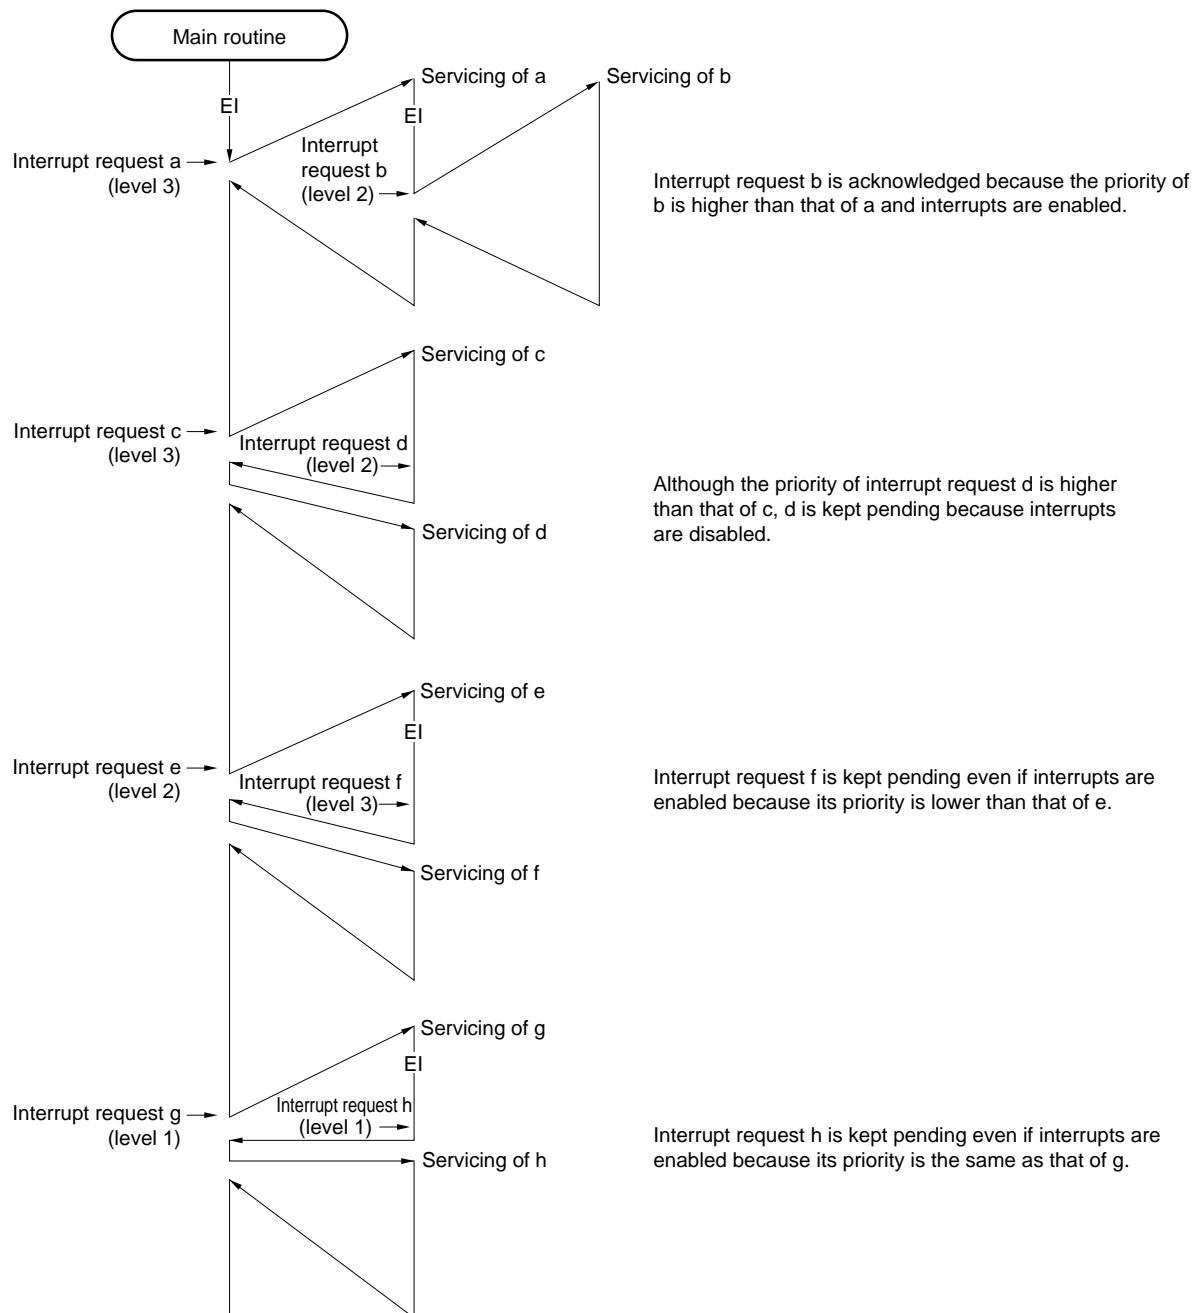 Main routine
EI
Servicing of a
EI
Servicing of b
Interrupt request a
(level 3)
Interrupt
request b
(level 2)
Interrupt request b is acknowledged because the priority of
b is higher than that of a and interrupts are enabled.
Servicing of c
Interrupt request c
(level 3)
Interrupt request d
(level 2)
Although the priority of interrupt request d is higher
than that of c, d is kept pending because interrupts
are disabled.
Servicing of d
Servicing of e
EI
Interrupt request e
(level 2)
Interrupt request f
(level 3)
Interrupt request f is kept pending even if interrupts are
enabled because its priority is lower than that of e.
Servicing of f
Servicing of g
EI
Interrupt request g
(level 1)
Interrupt request h
(level 1)
Interrupt request h is kept pending even if interrupts are
enabled because its priority is the same as that of g.
Servicing of h